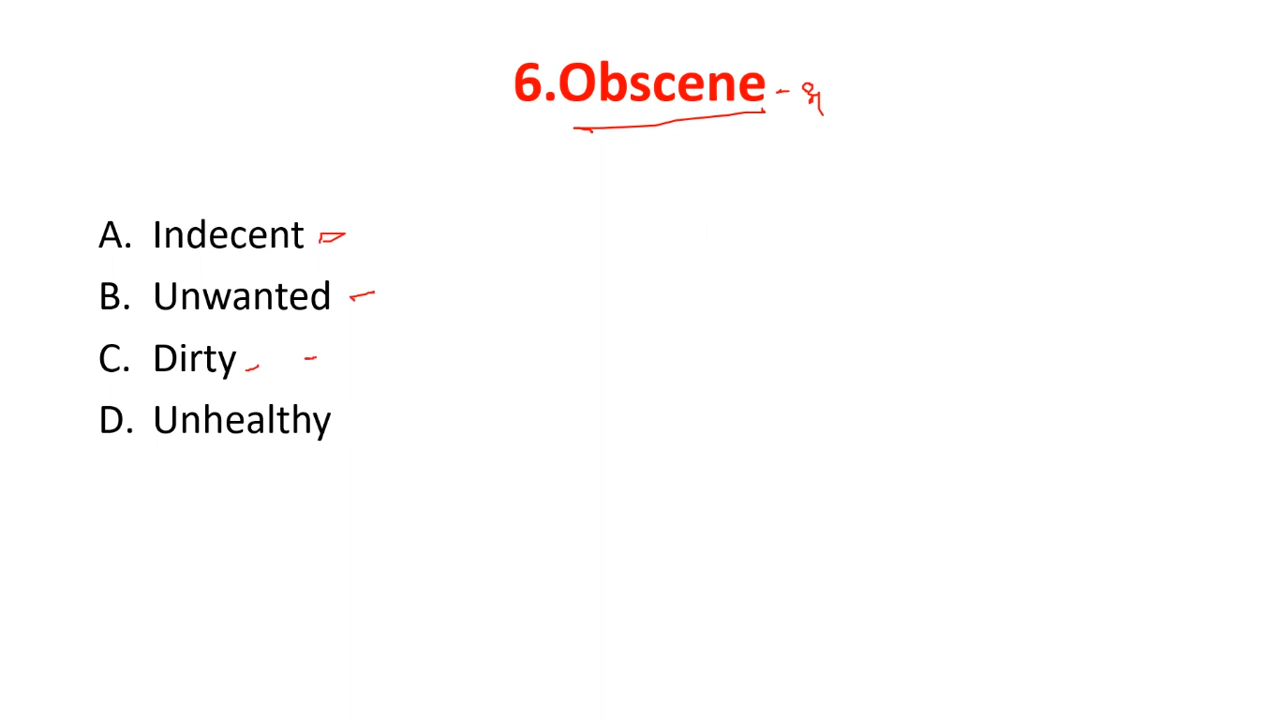 6.Obscene -
A. Indecent
B. Unwanted
C. Dirty
D. Unhealthy